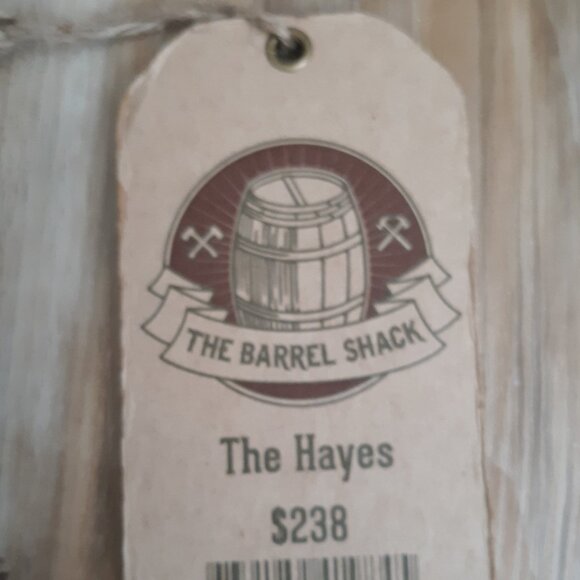 THE BARREL SHACK
The Hayes
$238